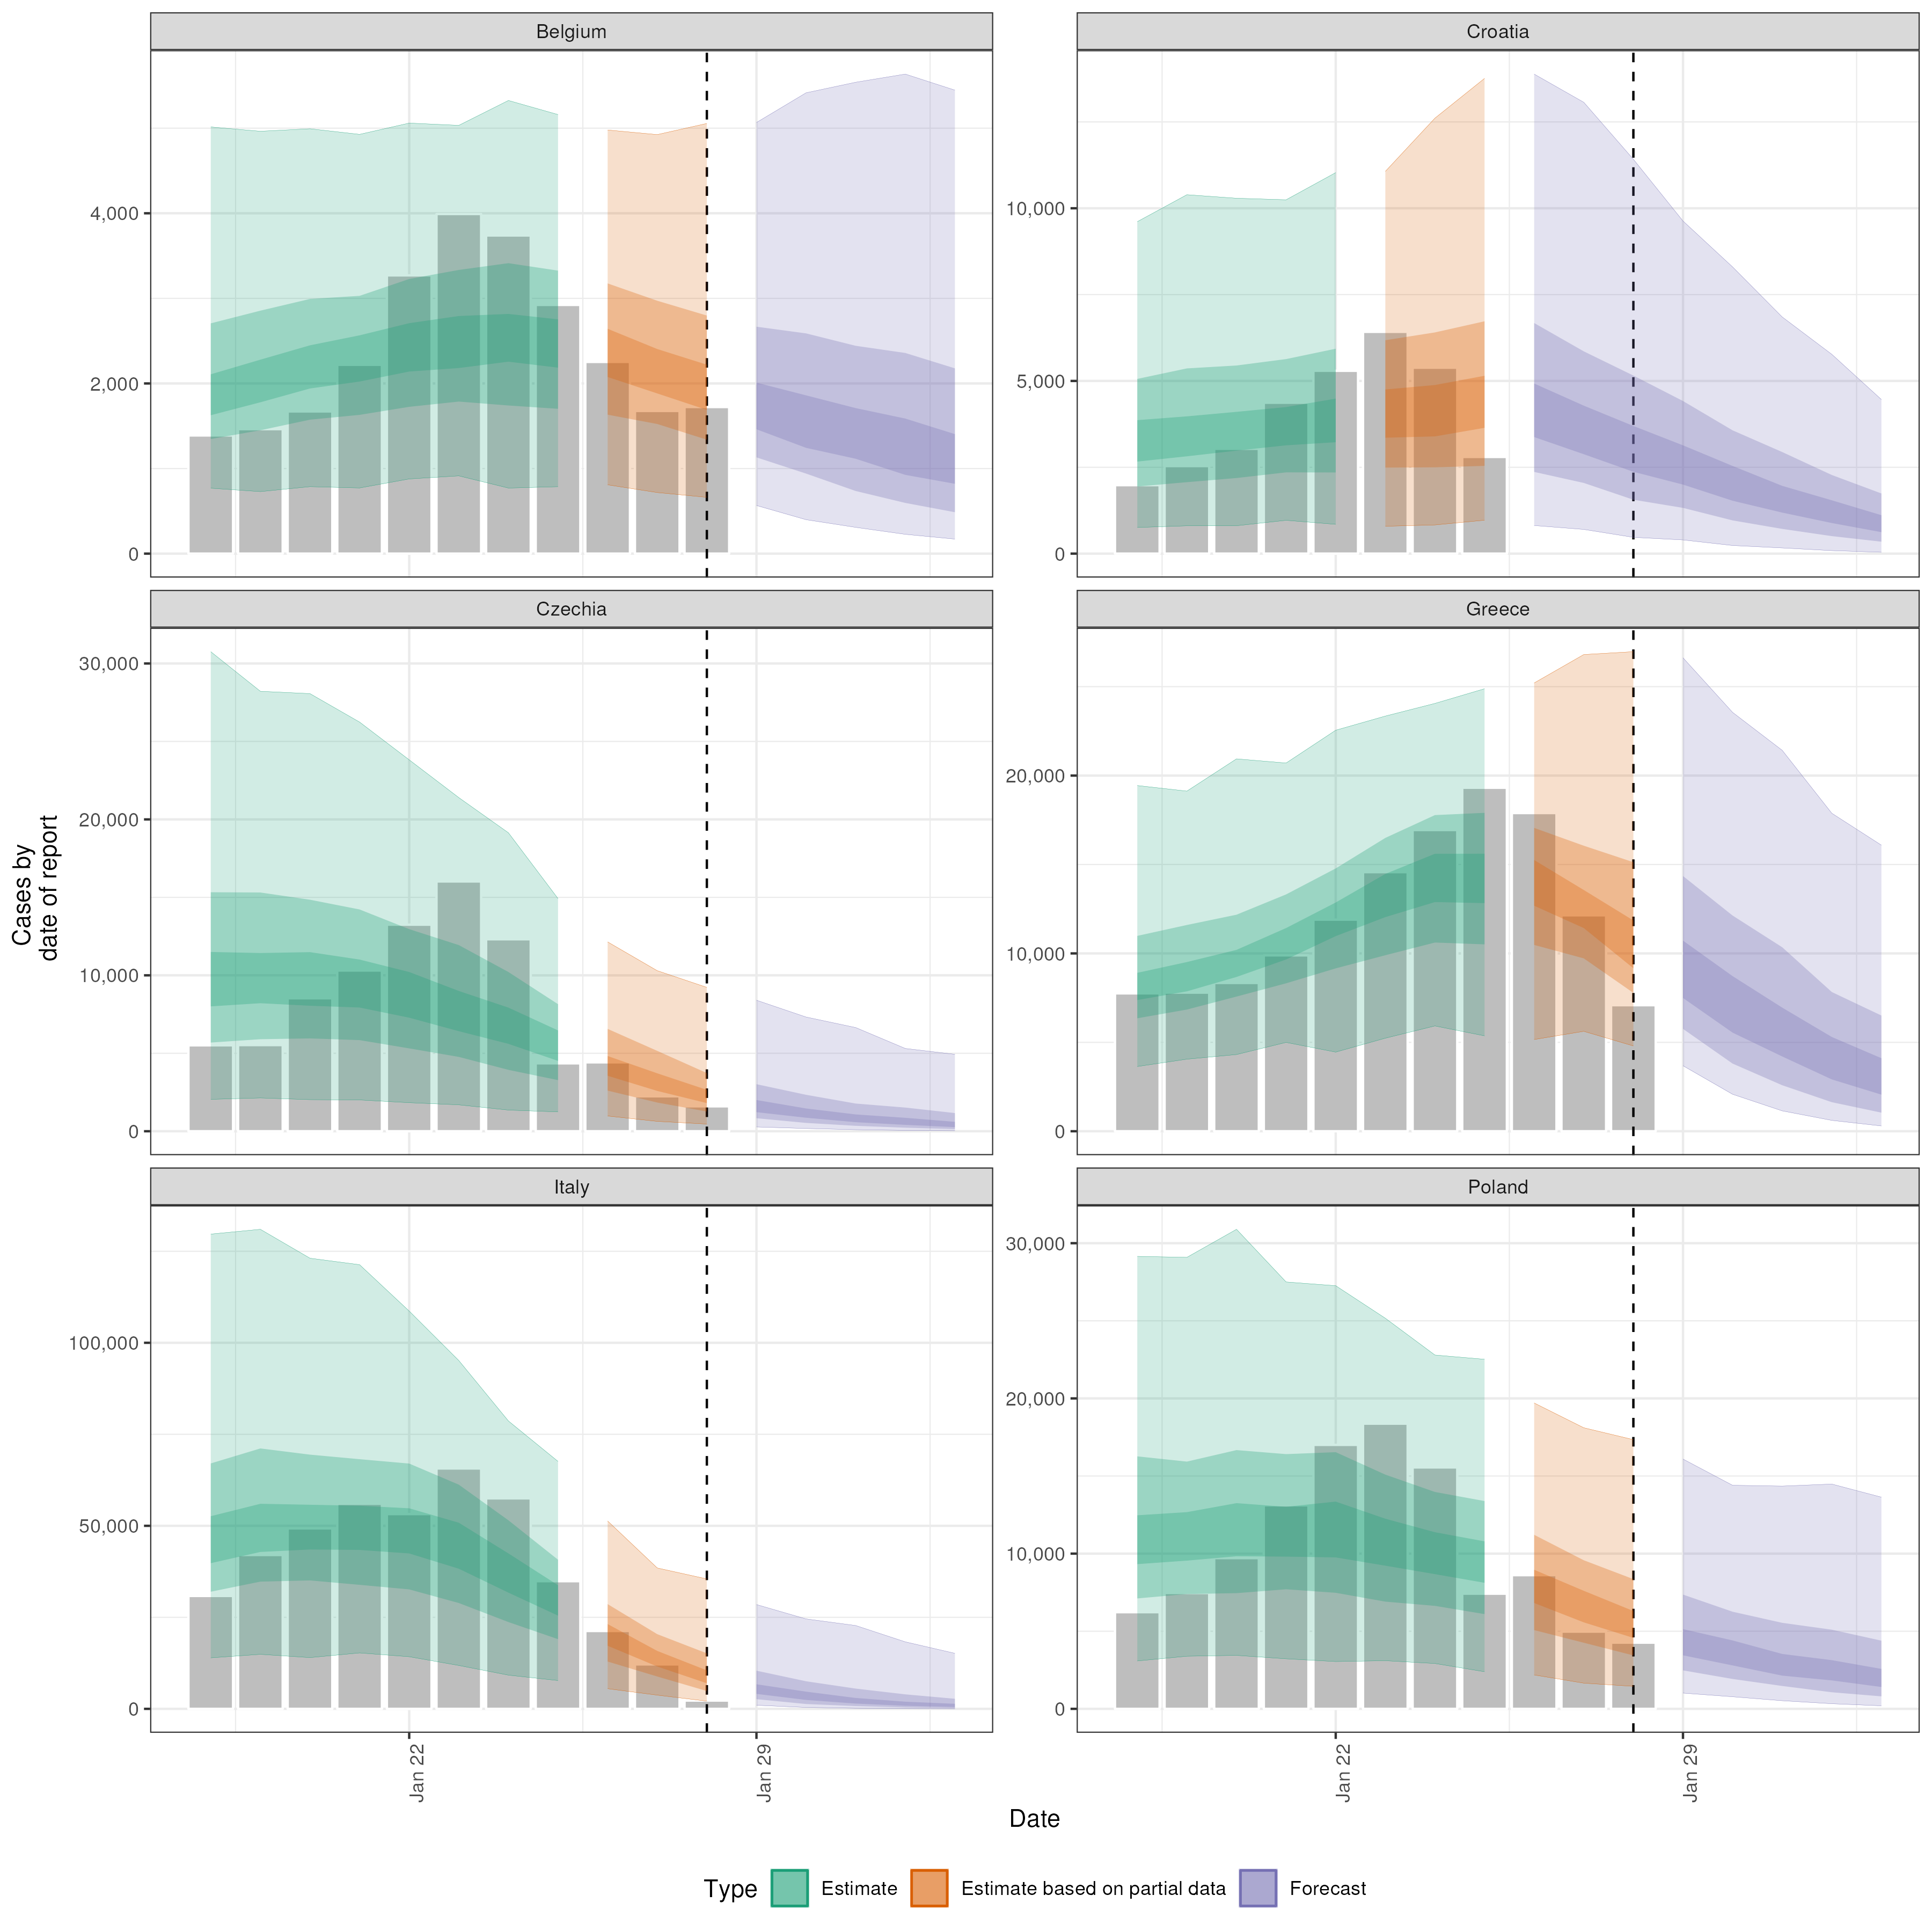 Belgium
Croatia
4,000
2,000
0
10,000
5,000
0
Czechia
Greece
30,000
20,000
10,000
0
20,000
10,000
0
Italy
Poland
100,000
50,000
0
30,000
20,000
10,000
0
Cases by
date of report
Jan 22
Jan 29
Jan 22
Jan 29
Date
Type
Estimate
Estimate based on partial data
Forecast